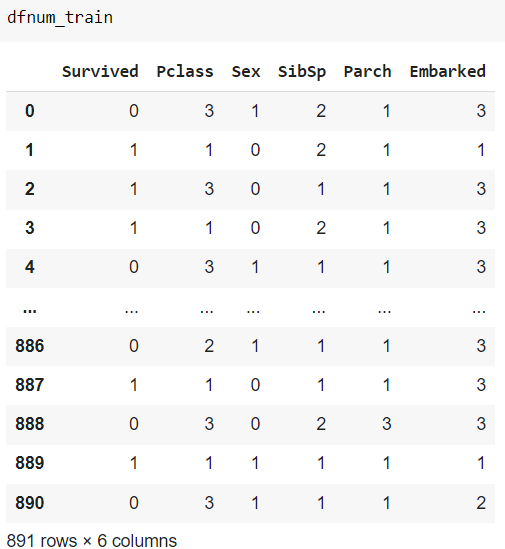 dfnum_train
Survived Pclass Sex SibSp Parch Embarked
0 0 3 1 2 1 3
1 1 1 0 2 1 1
2 1 3 0 1 1 3
3 1 1 0 2 1 3
4 0 3 1 1 1 3
... ... ... ... ... ... ...
886 0 2 1 1 1 3
887 1 1 0 1 1 3
888 0 3 0 2 3 3
889 1 1 1 1 1 1
890 0 3 1 1 1 2
891 rows × 6 columns